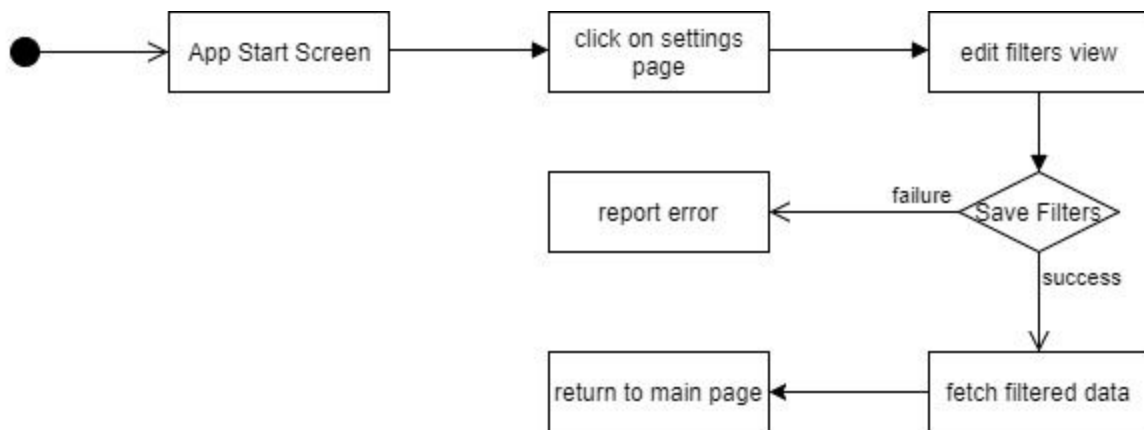 App Start Screen
click on settings
page
edit filters view
report error
failure
Save Filters
success
return to main page
fetch filtered data